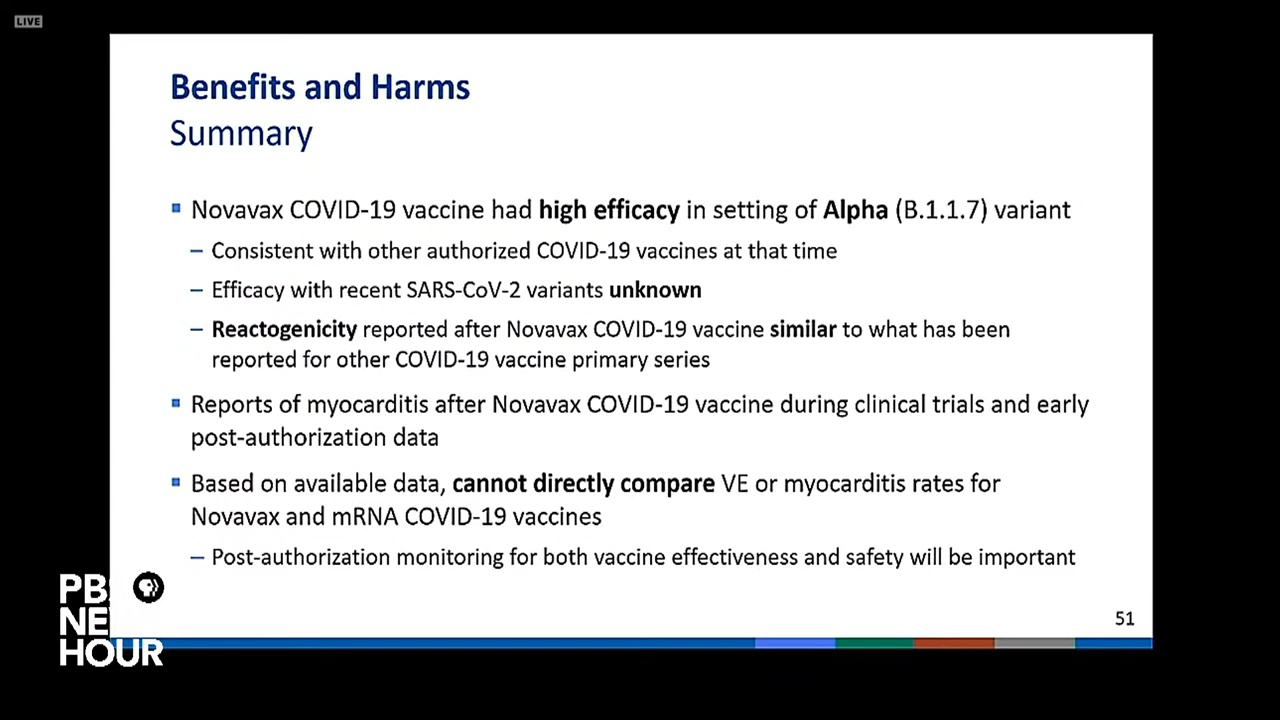 LIVE
Benefits and Harms
Summary
▪ Novavax COVID-19 vaccine had high efficacy in setting of Alpha (B.1.1.7) variant
– Consistent with other authorized COVID-19 vaccines at that time
– Efficacy with recent SARS-CoV-2 variants unknown
– Reactogenicity reported after Novavax COVID-19 vaccine similar to what has been
reported for other COVID-19 vaccine primary series
▪ Reports of myocarditis after Novavax COVID-19 vaccine during clinical trials and early
post-authorization data
▪ Based on available data, cannot directly compare VE or myocarditis rates for
Novavax and mRNA COVID-19 vaccines
– Post-authorization monitoring for both vaccine effectiveness and safety will be important
51
PB
NE
HOUR